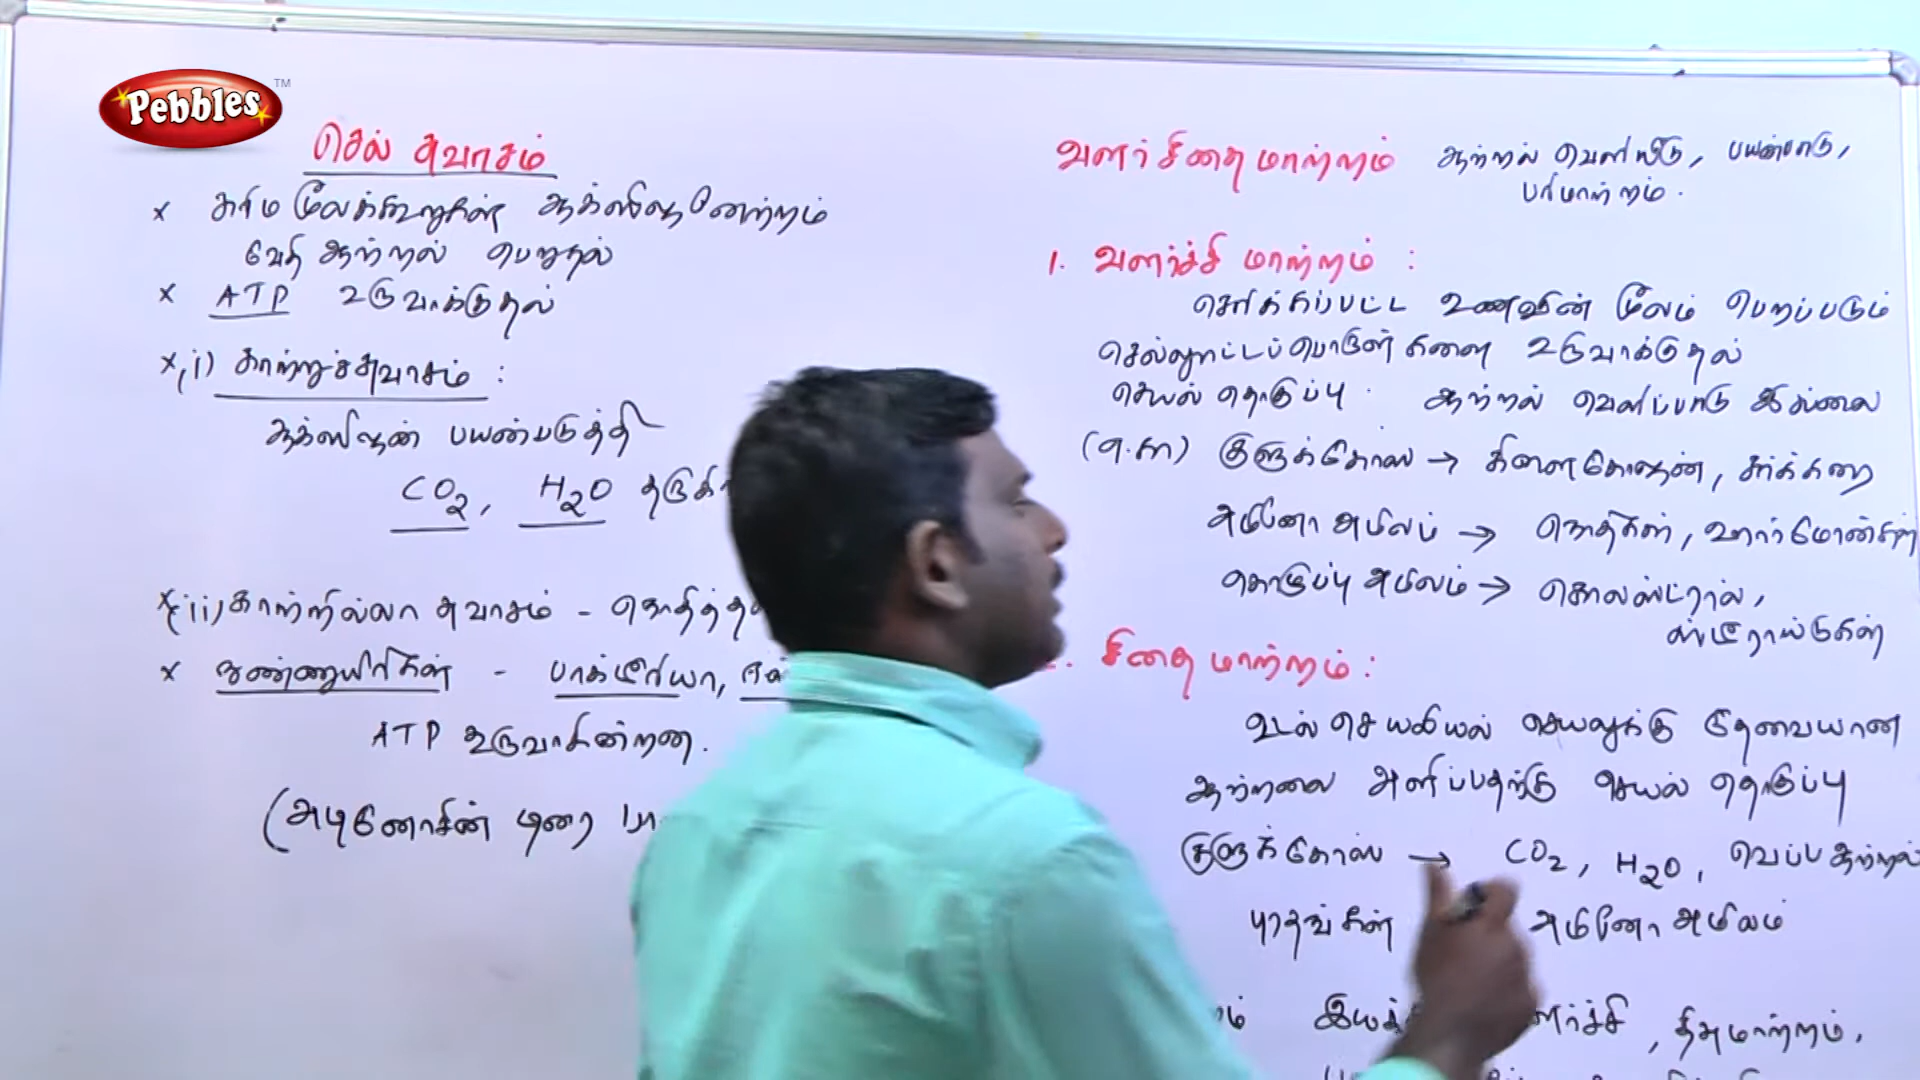 Pebbles TM
செல் சுவாசம்
x கரிம மூலக்கூறுகளின் ஆக்ஸிஜனேற்றம்
வேதி ஆற்றல் பெறுதல்
x ATP உருவாக்குதல்
x, i) காற்றுச்சுவாசம் :
ஆக்ஸிஜன் பயன்படுத்தி
CO2, H2O
x ii) காற்றில்லா சுவாசம் -
x நுண்ணுயிரிகள் - பாக்டீரியா,
ATP உருவாகின்றன.
(அடினோசின் டிரை
வளர்சிதை மாற்றம் ஆற்றல் வெளியீடு, பயன்பாடு,
பரிமாற்றம்.
1. வளர்ச்சி மாற்றம் :
செரிக்கப்பட்ட உணவின் மூலம் பெறப்படும்
செல்லூட்டப்பொருள்களை உருவாக்குதல்
செயல் தொகுப்பு. ஆற்றல் வெளிப்பாடு இல்லை
(எ.கா) குளுக்கோஸ் → கிளைகோஜன், சர்க்கரை
அமினோ அமிலம் → நொதிகள், ஹார்மோன்கள்
கொழுப்பு அமிலம் → கொலஸ்ட்ரால்,
ஸ்டீராய்டுகள்
சிதை மாற்றம் :
உடல் செயலியல் செயலுக்கு தேவையான
ஆற்றலை அளிப்பதற்கு செயல் தொகுப்பு
குளுக்கோஸ் → CO2, H2O, வெப்ப ஆற்றல்
புரதங்கள் அமினோ அமிலம்
திசுமாற்றம்,